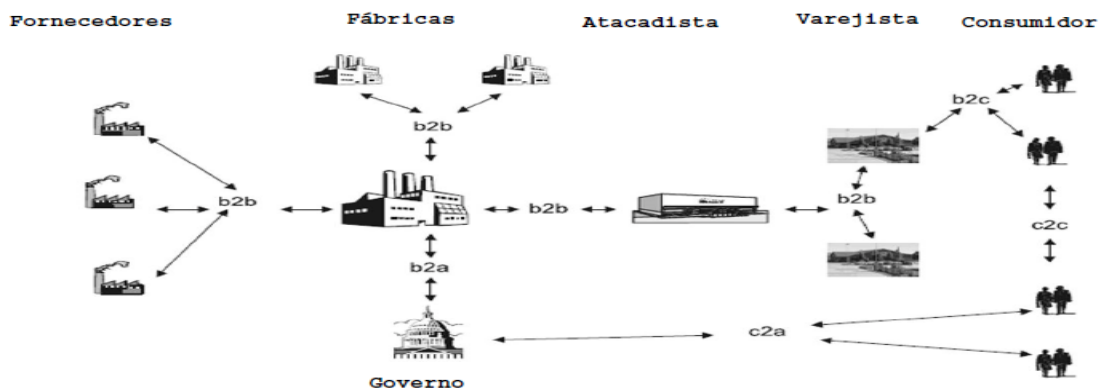 Fornecedores Fábricas Atacadista Varejista Consumidor
b2c
b2b
b2b b2b b2b
c2c
b2a
c2a
Governo